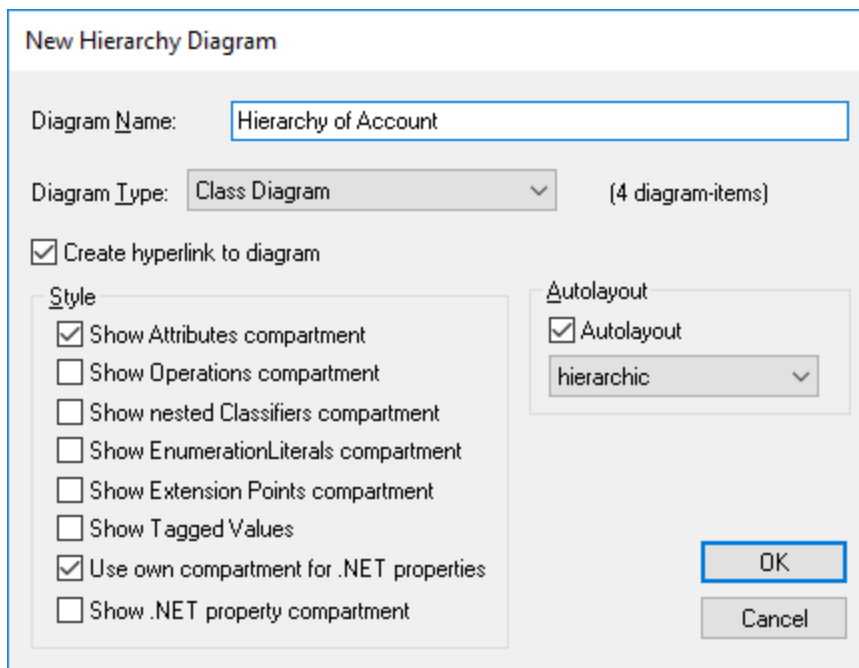 New Hierarchy Diagram
Diagram Name: Hierarchy of Account
Diagram Type: Class Diagram (4 diagram-items)
Create hyperlink to diagram
Style
Show Attributes compartment
Show Operations compartment
Show nested Classifiers compartment
Show EnumerationLiterals compartment
Show Extension Points compartment
Show Tagged Values
Use own compartment for .NET properties
Show .NET property compartment
Autolayout
Autolayout
hierarchic
OK
Cancel